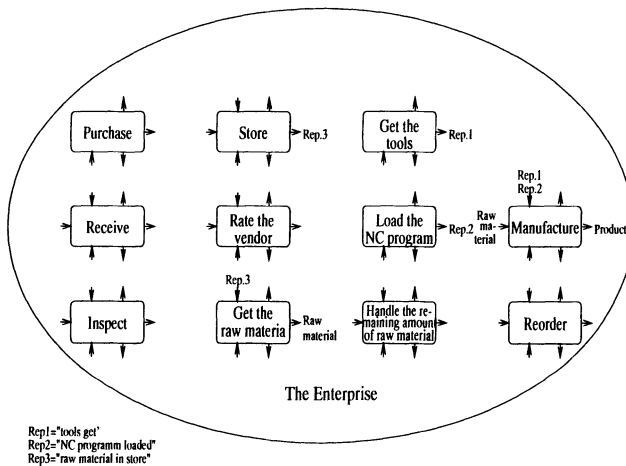 Purchase
Store
Rep.3
Get the
tools
Rep.1
Receive
Rate the
vendor
Load the
NC program
Rep.2
Raw
ma-
terial
Rep.1
Rep.2
Manufacture
Product
Inspect
Rep.3
Get the
raw materia
Raw
material
Handle the re-
maining amount
of raw material
Reorder
The Enterprise
Rep1="tools get'
Rep2="NC programm loaded"
Rep3="raw material in store"